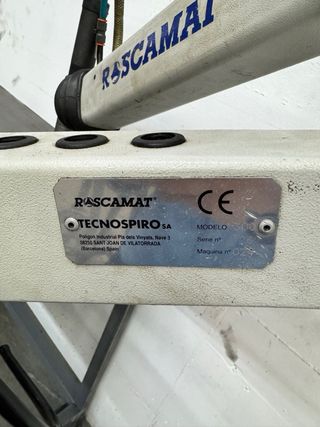 ROSCAMAT
ROSCAMAT®
TECNOSPIRO SA
Polígon Industrial Pla dels Vinyats, Nave 3
08250 SANT JOAN DE VILATORRADA
(Barcelona) Spain
CE
MODELO
Serie nº
Maquina nº